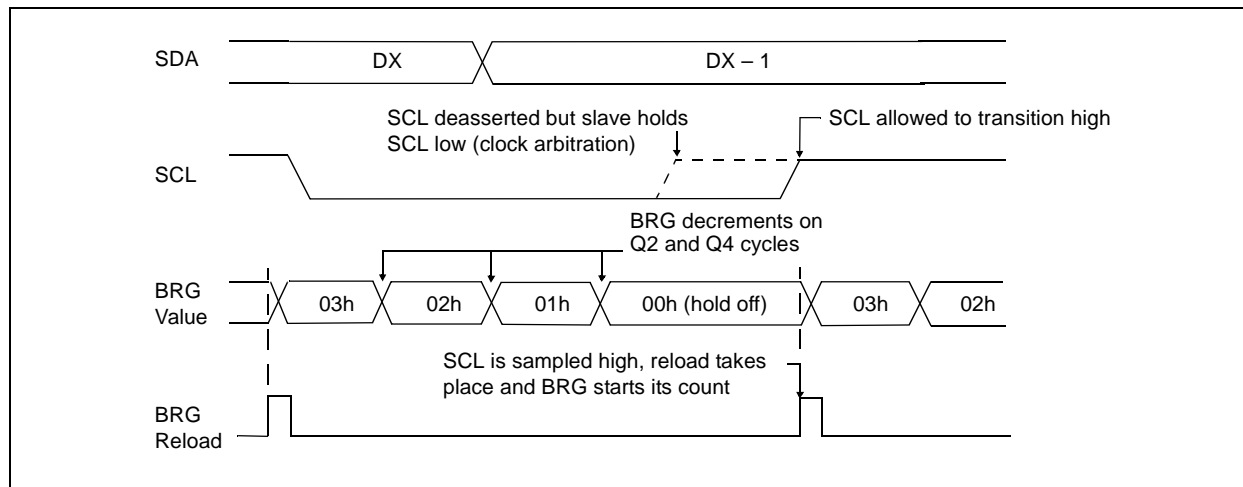 SDA
DX
DX – 1
SCL deasserted but slave holds
SCL low (clock arbitration)
SCL allowed to transition high
SCL
BRG decrements on
Q2 and Q4 cycles
BRG
Value
03h
02h
01h
00h (hold off)
03h
02h
SCL is sampled high, reload takes
place and BRG starts its count
BRG
Reload